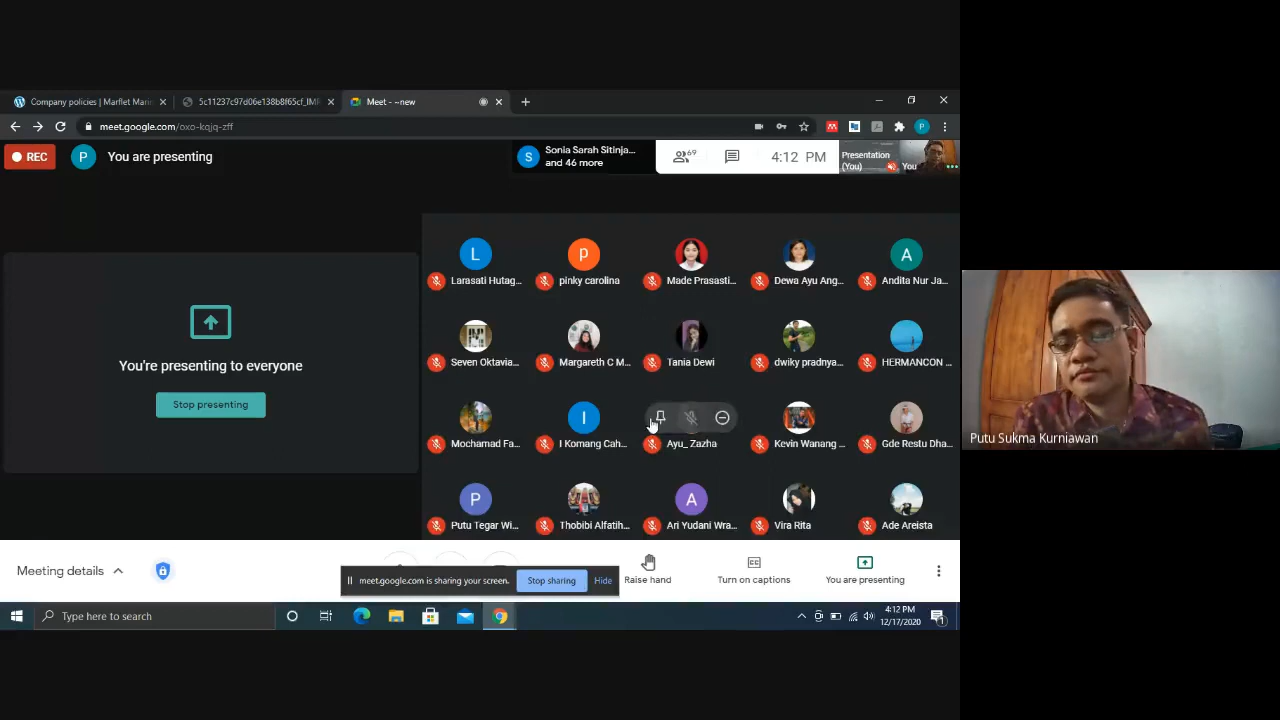 Company policies | Marflet Marin
5c11237c97d06e138b8f65cf_IMF
Meet - ~new
meet.google.com/oxo-kqjq-zff
P
REC
P
You are presenting
S
Sonia Sarah Sitinja...
and 46 more
69
4:12 PM
Presentation
(You)
You
L
Larasati Hutag...
p
pinky carolina
Made Prasasti...
Dewa Ayu Ang...
A
Andita Nur Ja...
Seven Oktavia...
Margareth C M...
Tania Dewi
dwiky pradnya...
HERMANCON ...
Mochamad Fa...
I
I Komang Cah...
Ayu_ Zazha
Kevin Wanang ...
Gde Restu Dha...
P
Putu Tegar Wi...
Thobibi Alfatih...
A
Ari Yudani Wra...
Vira Rita
Ade Areista
You're presenting to everyone
Stop presenting
Putu Sukma Kurniawan
Meeting details
meet.google.com is sharing your screen.
Stop sharing
Hide
Raise hand
Turn on captions
You are presenting
Type here to search
4:12 PM
12/17/2020
1